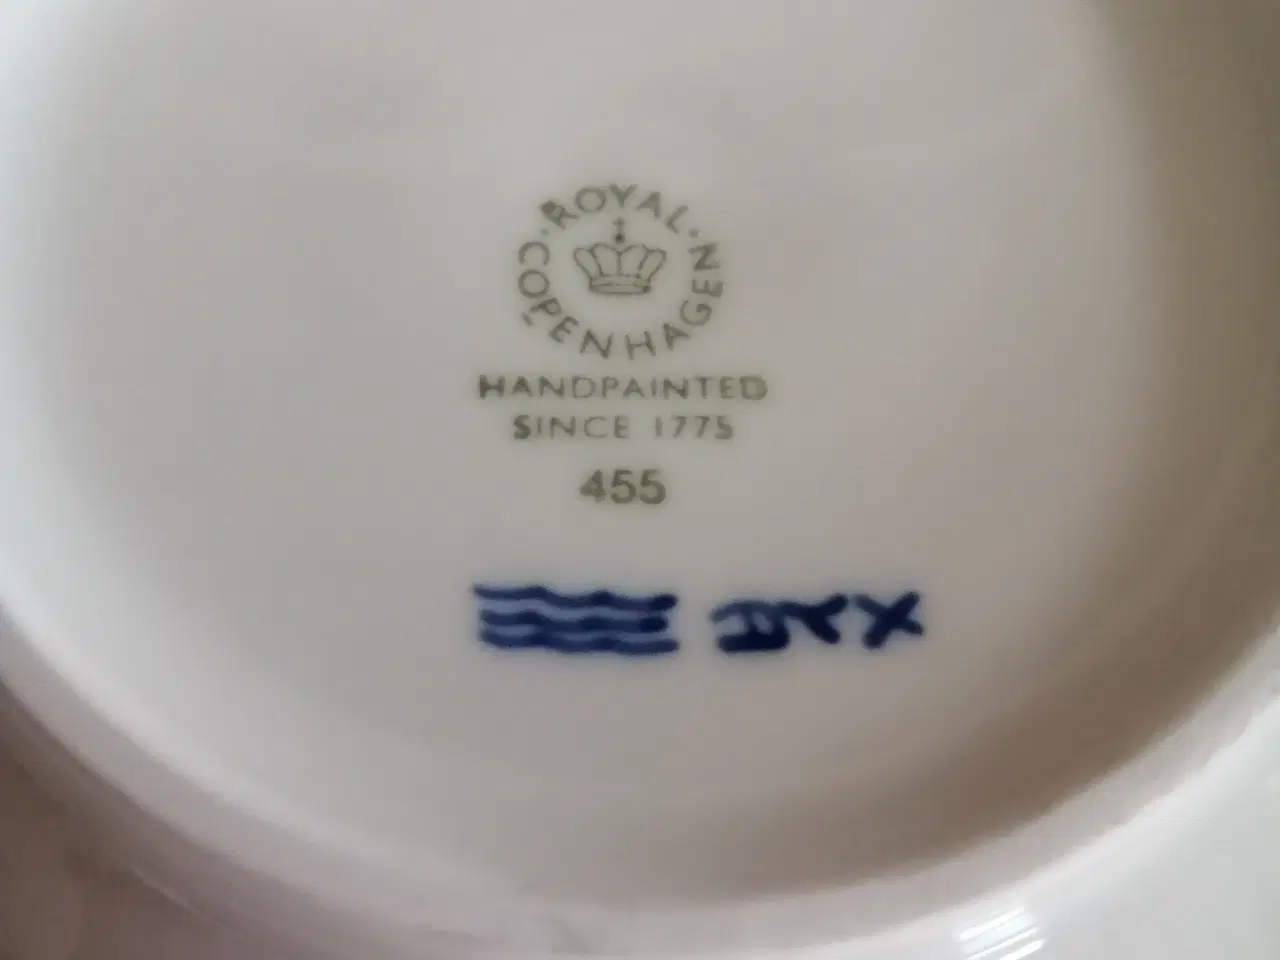 ROYAL · COPENHAGEN ·
HANDPAINTED
SINCE 1775
455